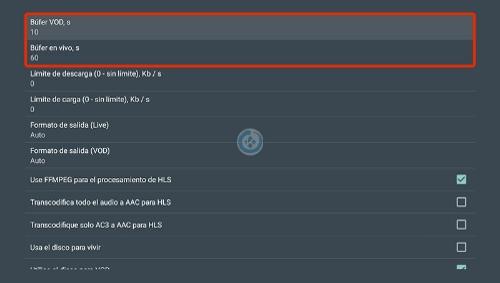 Búfer VOD, s
10
Búfer en vivo, s
60
Límite de descarga (0 - sin límite), Kb / s
0
Límite de carga (0 - sin límite), Kb / s
0
Formato de salida (Live)
Auto
Formato de salida (VOD)
Auto
Use FFMPEG para el procesamiento de HLS
Transcodifica todo el audio a AAC para HLS
Transcodifique solo AC3 a AAC para HLS
Usa el disco para vivir